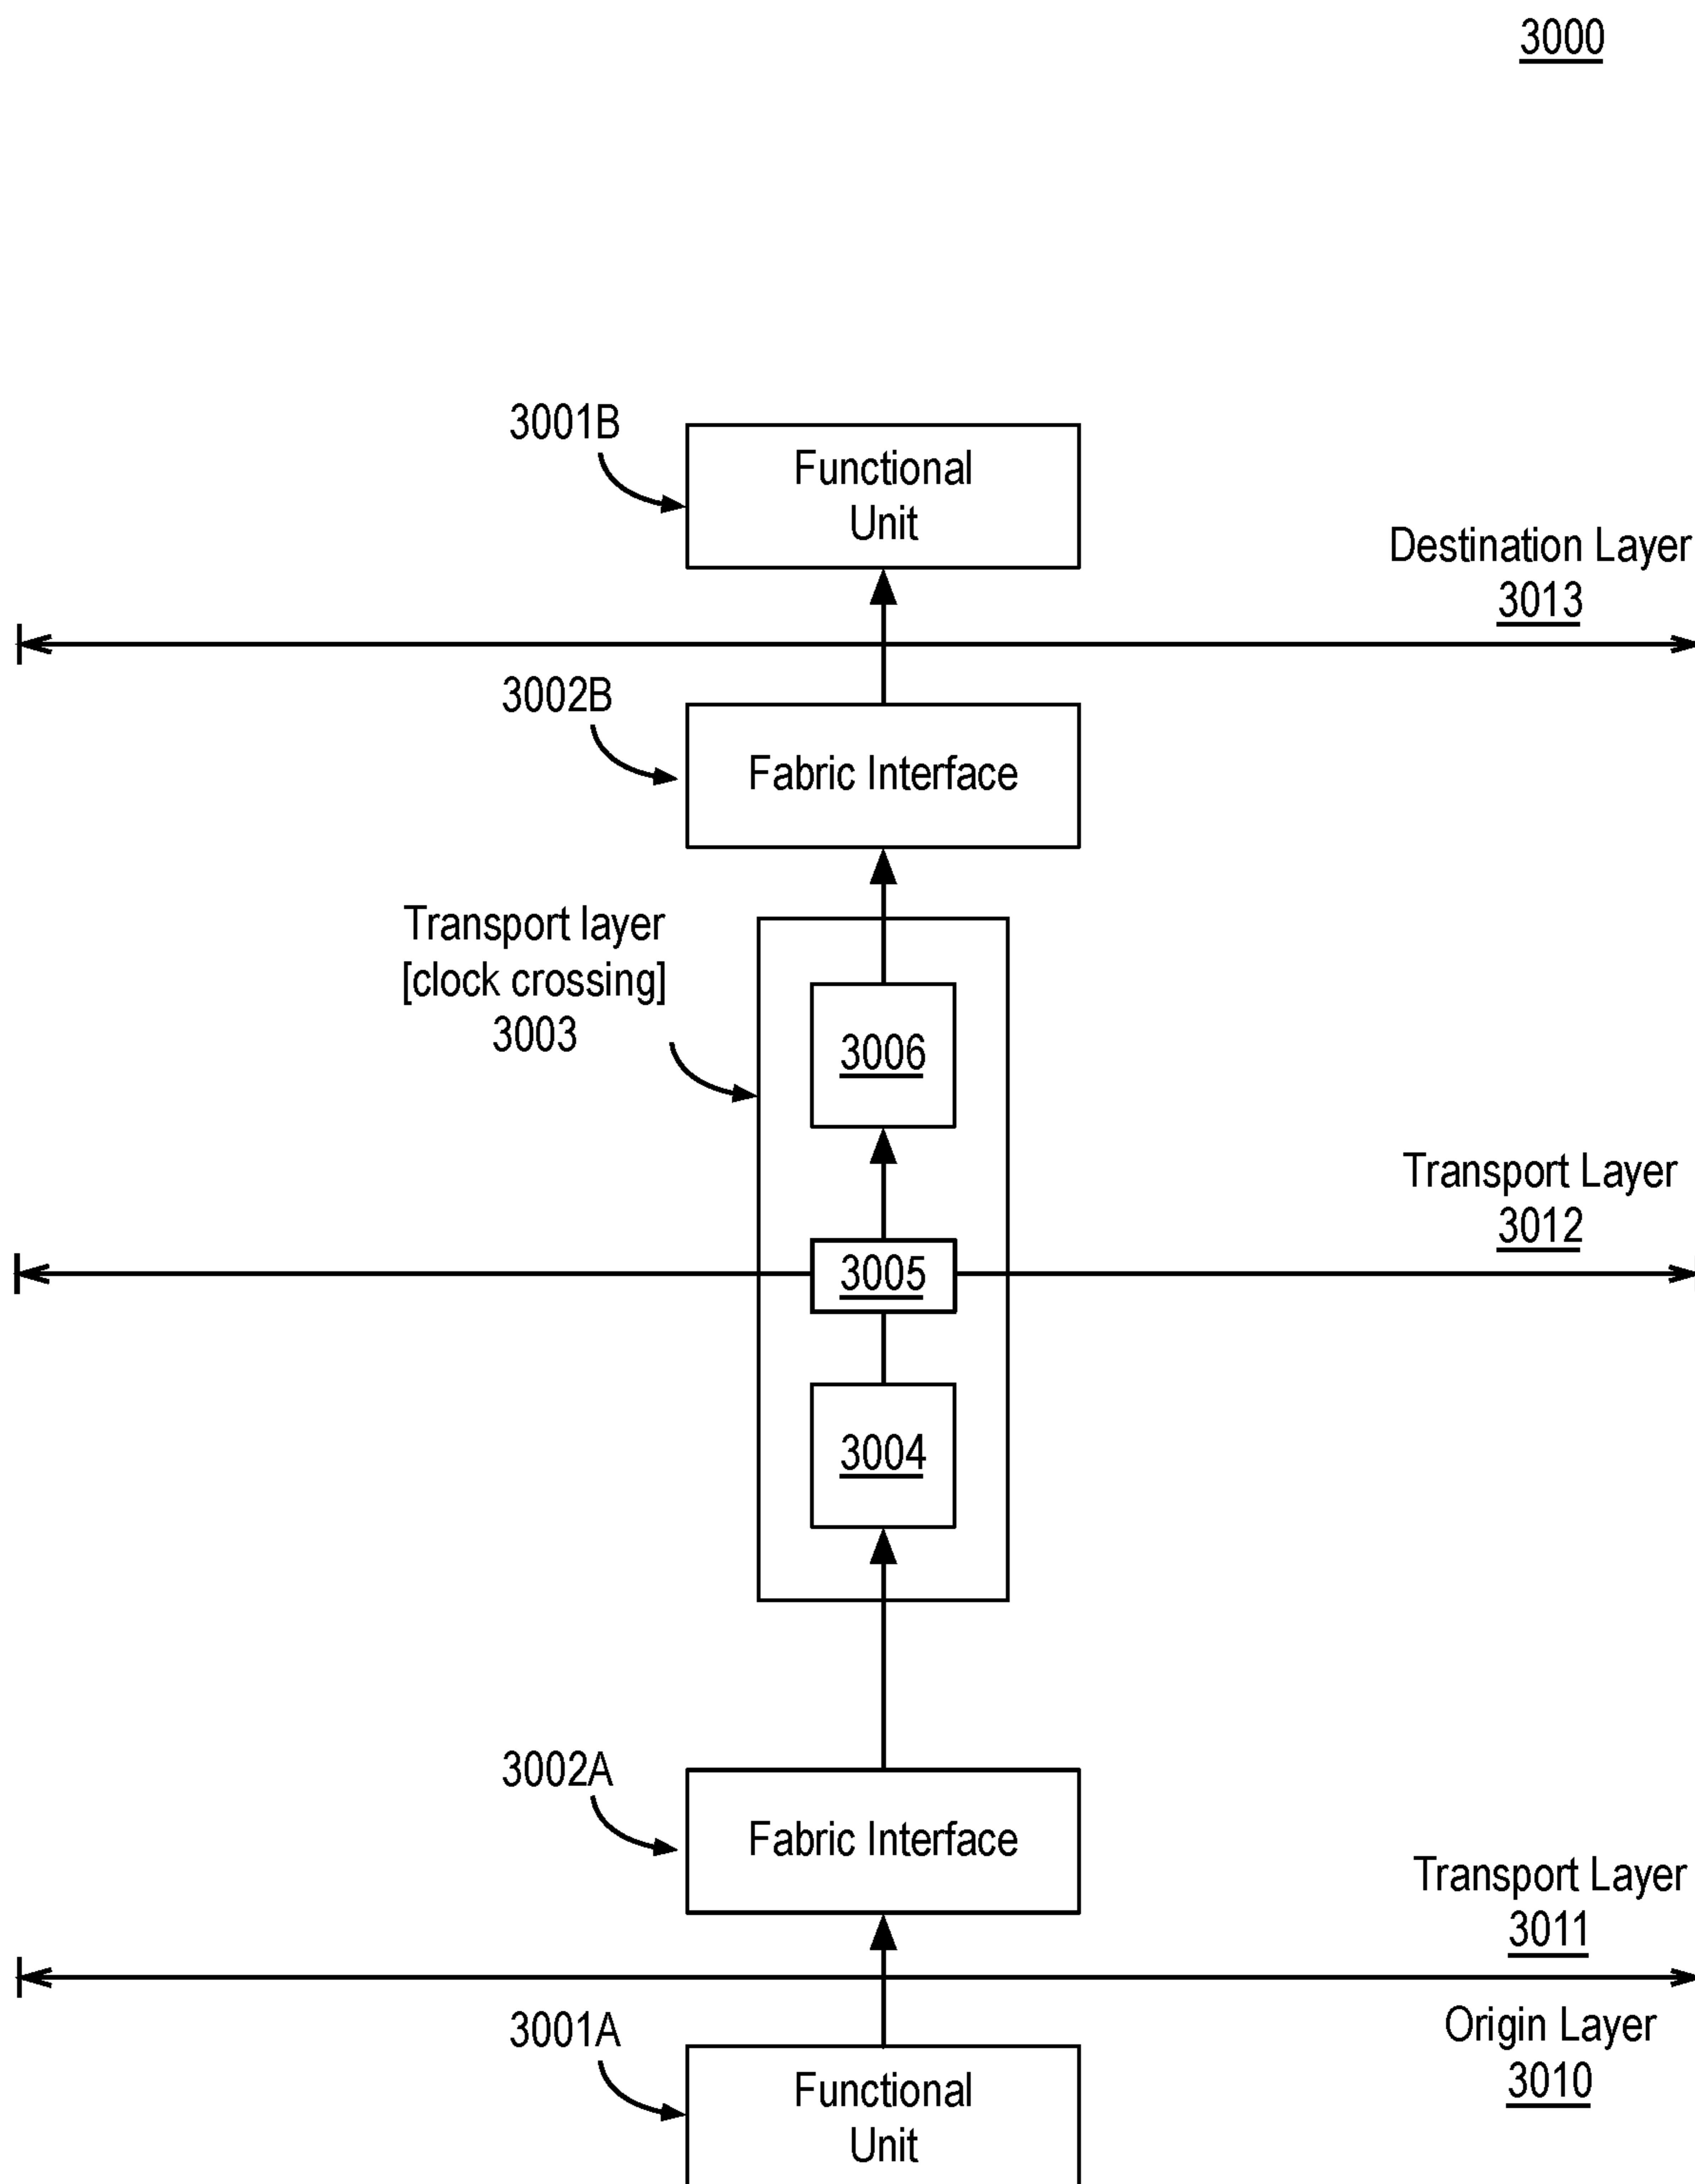 3000
3001B
Functional
Unit
Destination Layer
3013
3002B
Fabric Interface
Transport layer
[clock crossing]
3003
3006
Transport Layer
3012
3005
3004
3002A
Fabric Interface
Transport Layer
3011
Origin Layer
3010
3001A
Functional
Unit